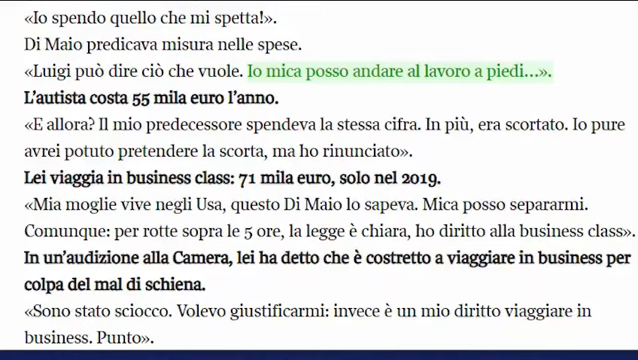 «Io spendo quello che mi spetta!».
Di Maio predicava misura nelle spese.
«Luigi può dire ciò che vuole. Io mica posso andare al lavoro a piedi...».
L'autista costa 55 mila euro l'anno.
«E allora? Il mio predecessore spendeva la stessa cifra. In più, era scortato. Io pure
avrei potuto pretendere la scorta, ma ho rinunciato».
Lei viaggia in business class: 71 mila euro, solo nel 2019.
«Mia moglie vive negli Usa, questo Di Maio lo sapeva. Mica posso separarmi.
Comunque: per rotte sopra le 5 ore, la legge è chiara, ho diritto alla business class».
In un'audizione alla Camera, lei ha detto che è costretto a viaggiare in business per
colpa del mal di schiena.
«Sono stato sciocco. Volevo giustificarmi: invece è un mio diritto viaggiare in
business. Punto».